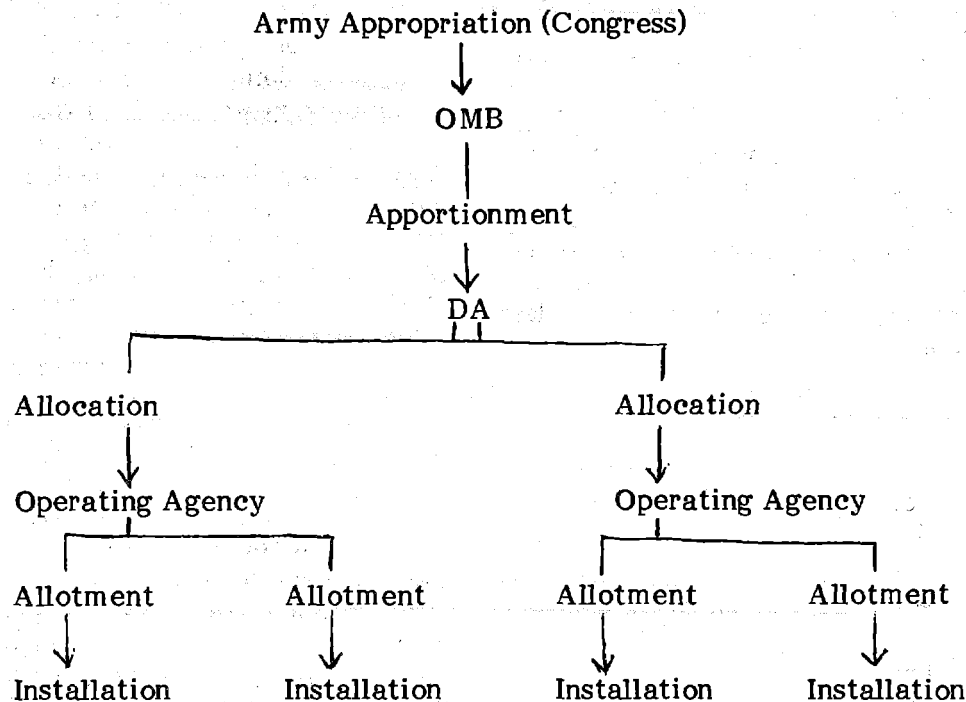 Army Appropriation (Congress)
OMB
Apportionment
DA
Allocation Allocation
Operating Agency Operating Agency
Allotment Allotment Allotment Allotment
Installation Installation Installation Installation